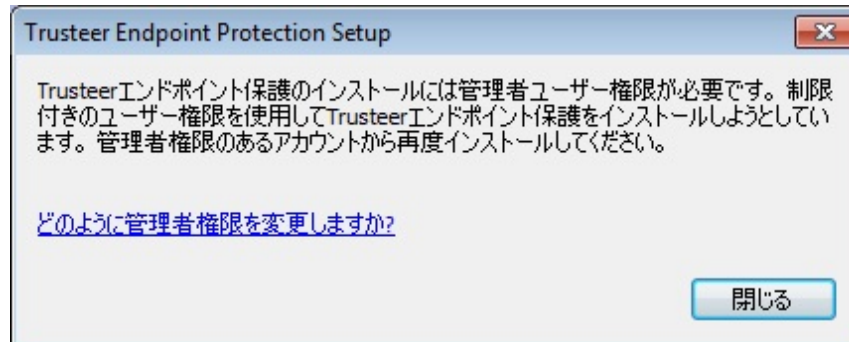 Trusteer Endpoint Protection Setup
Trusteerエンドポイント保護のインストールには管理者ユーザー権限が必要です。制限
付きのユーザー権限を使用してTrusteerエンドポイント保護をインストールしようとしてい
ます。管理者権限のあるアカウントから再度インストールしてください。
どのように管理者権限を変更しますか?
閉じる